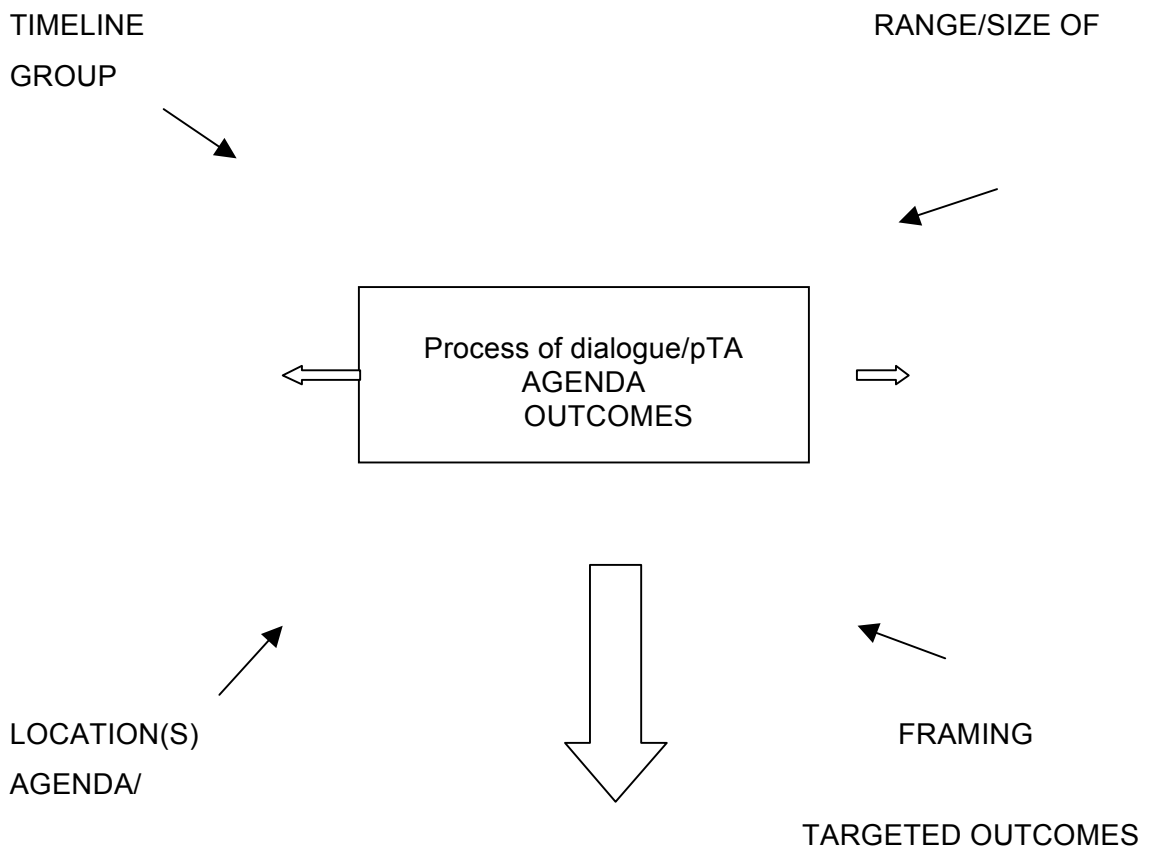 TIMELINE RANGE/SIZE OF
GROUP
Process of dialogue/pTA
AGENDA
OUTCOMES
LOCATION(S) FRAMING
AGENDA/
TARGETED OUTCOMES